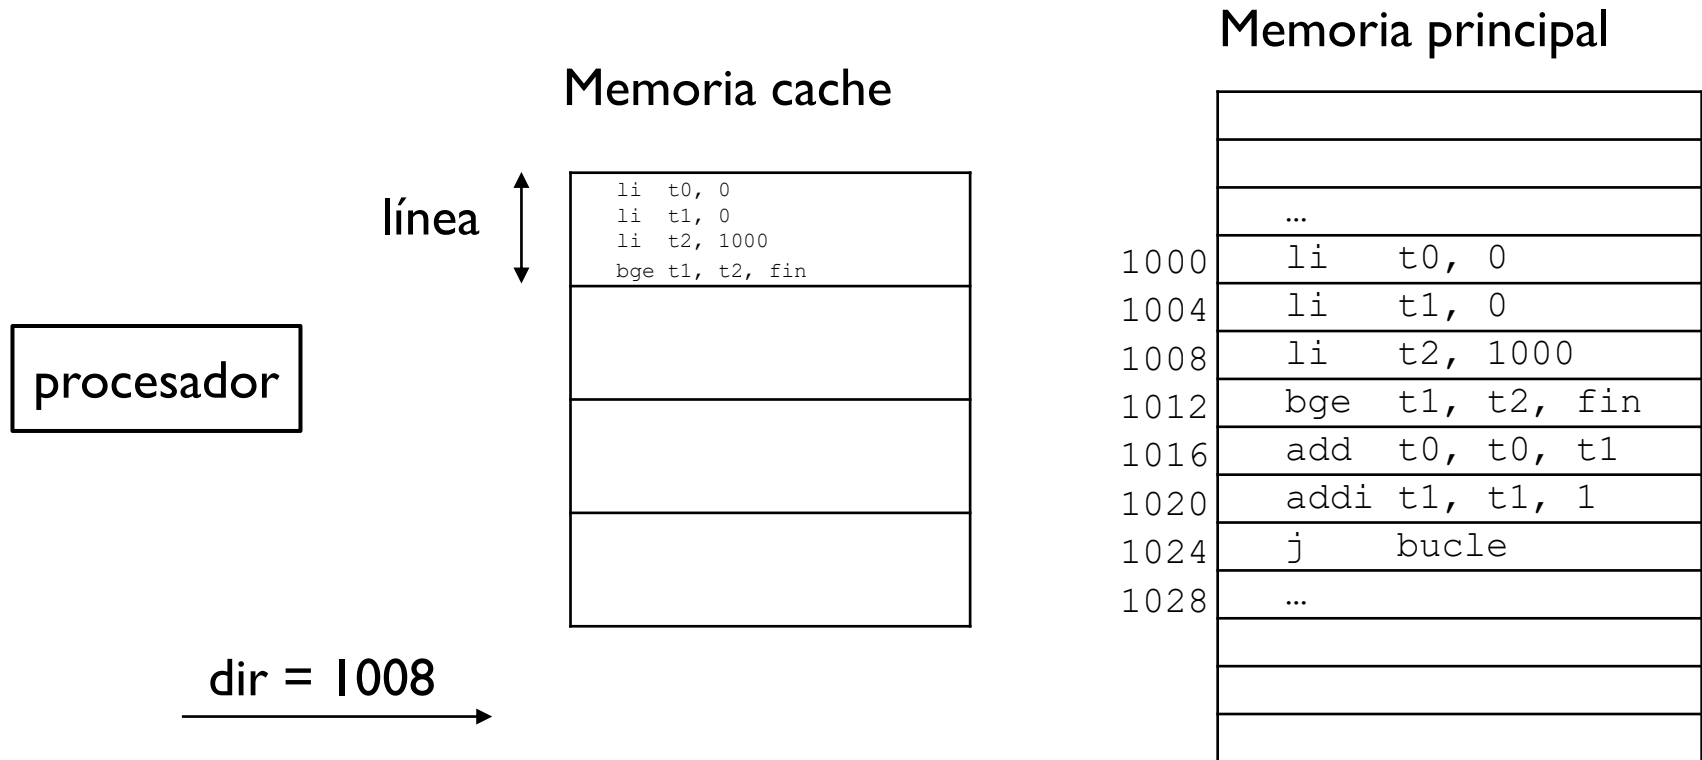 Memoria principal
Memoria cache
línea
li t0, 0
li t1, 0
li t2, 1000
bge t1, t2, fin
procesador
dir = 1008
…
1000 li t0, 0
1004 li t1, 0
1008 li t2, 1000
1012 bge t1, t2, fin
1016 add t0, t0, t1
1020 addi t1, t1, 1
1024 j bucle
1028 …